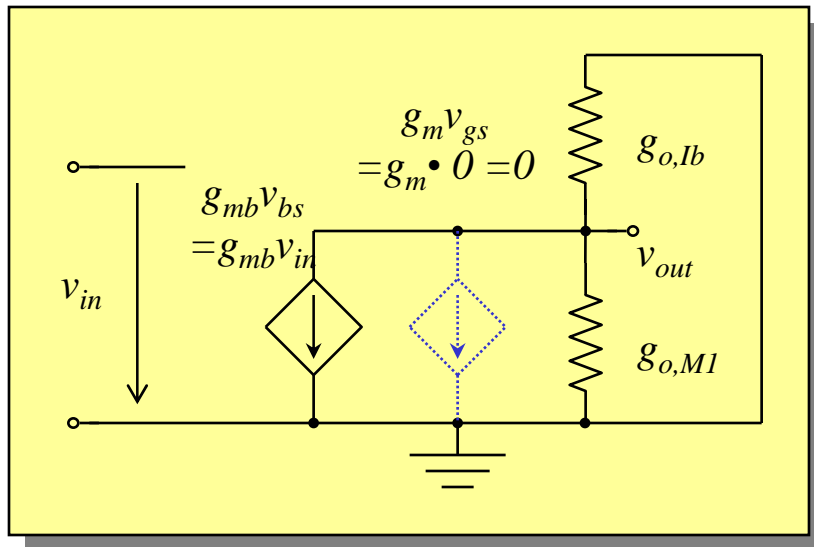 g_m v_gs
=g_m • 0 =0
g_o,Ib
g_mb v_bs
=g_mb v_in
v_out
v_in
g_o,M1